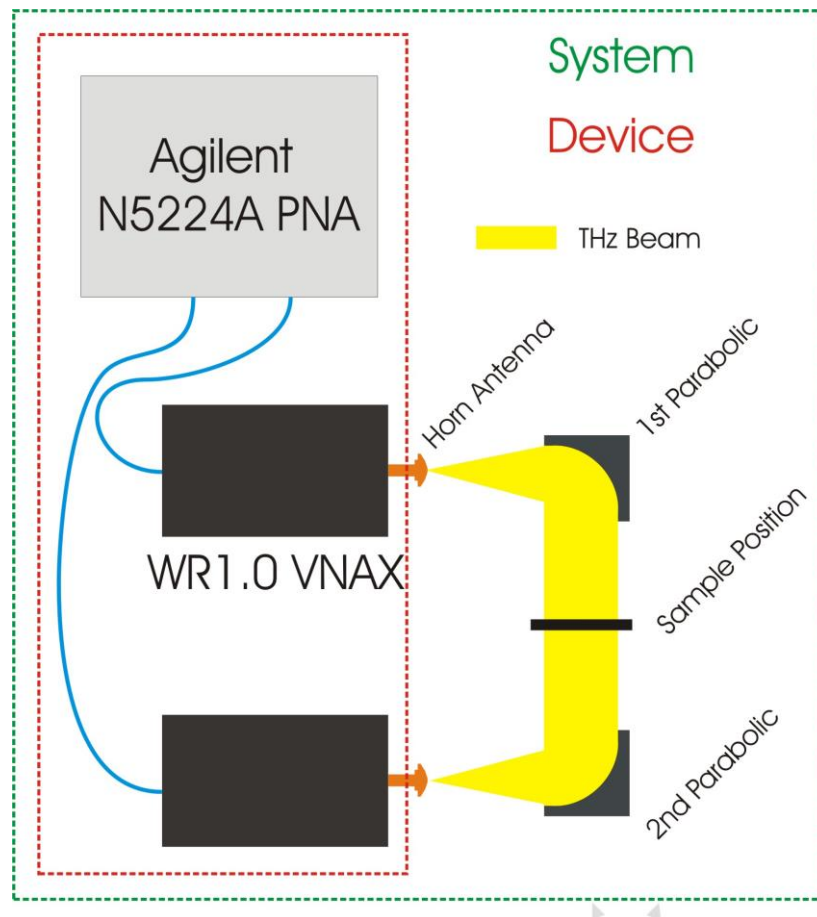 System
Device
Agilent
N5224A PNA
THz Beam
Horn Antenna
1st Parabolic
WR1.0 VNAX
Sample Position
2nd Parabolic